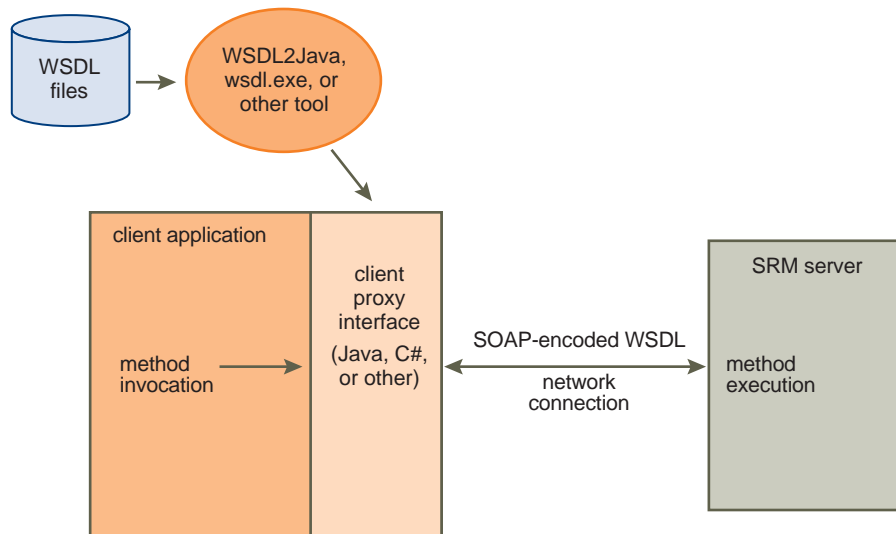 WSDL
files
WSDL2Java,
wsdl.exe, or
other tool
client application
client
proxy
interface
(Java, C#,
or other)
method
invocation
SOAP-encoded WSDL
network
connection
SRM server
method
execution